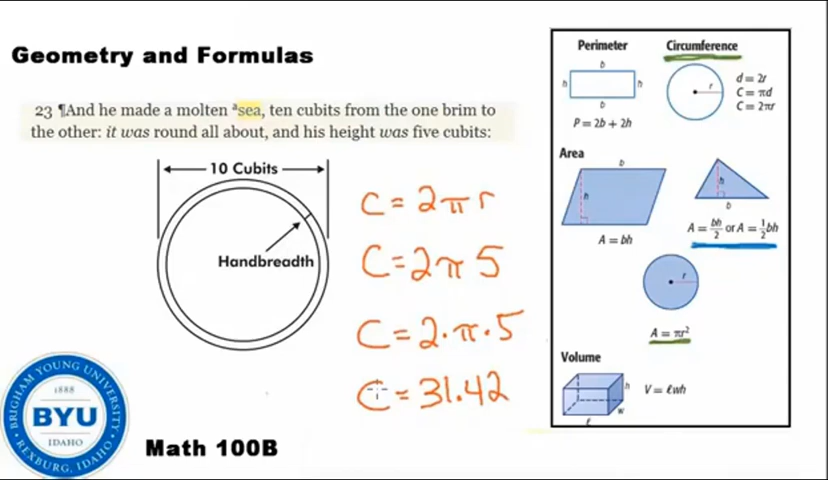 Geometry and Formulas
23 ¶And he made a molten ᵃsea, ten cubits from the one brim to
the other: it was round all about, and his height was five cubits:
10 Cubits
Handbreadth
C = 2πr
C = 2π5
C = 2·π·5
C = 31.42
BRIGHAM YOUNG UNIVERSITY
1888
BYU
IDAHO
REXBURG, IDAHO
Math 100B
Perimeter
b
h
h
b
P = 2b + 2h
Circumference
r
d = 2r
C = πd
C = 2πr
Area
b
h
A = bh
h
b
A = bh/2 or A = 1/2 bh
r
A = πr²
Volume
h
w
ℓ
V = ℓwh